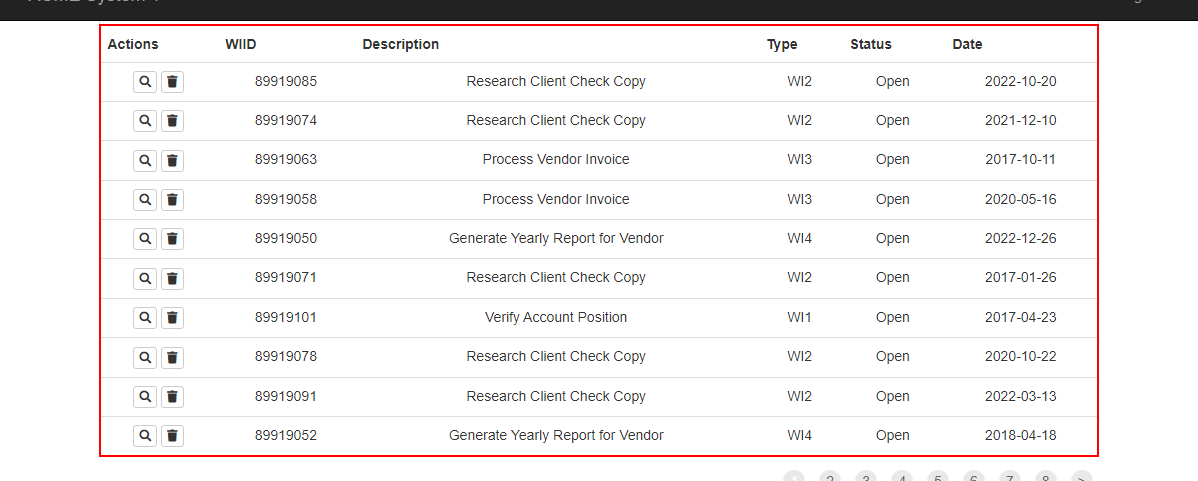 Actions WIID Description Type Status Date
89919085 Research Client Check Copy WI2 Open 2022-10-20
89919074 Research Client Check Copy WI2 Open 2021-12-10
89919063 Process Vendor Invoice WI3 Open 2017-10-11
89919058 Process Vendor Invoice WI3 Open 2020-05-16
89919050 Generate Yearly Report for Vendor WI4 Open 2022-12-26
89919071 Research Client Check Copy WI2 Open 2017-01-26
89919101 Verify Account Position WI1 Open 2017-04-23
89919078 Research Client Check Copy WI2 Open 2020-10-22
89919091 Research Client Check Copy WI2 Open 2022-03-13
89919052 Generate Yearly Report for Vendor WI4 Open 2018-04-18
1 2 3 4 5 6 7 8 >